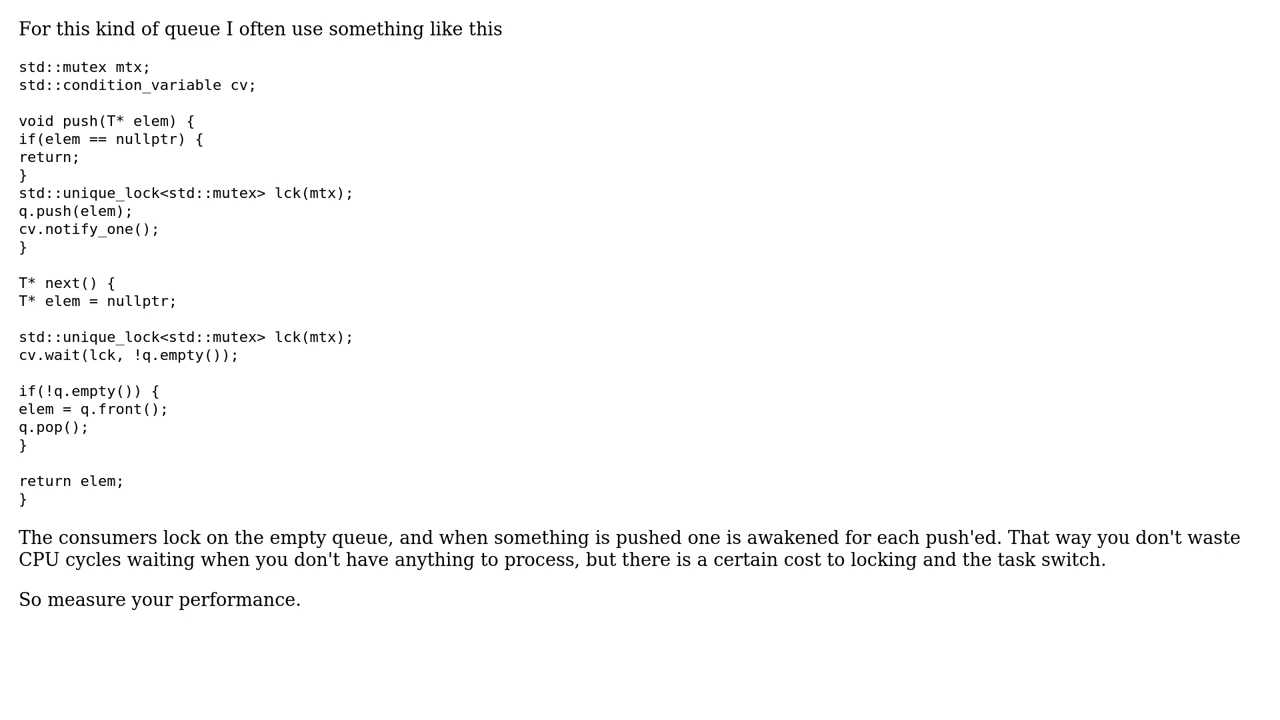 For this kind of queue I often use something like this
std::mutex mtx;
std::condition_variable cv;
void push(T* elem) {
if(elem == nullptr) {
return;
}
std::unique_lock<std::mutex> lck(mtx);
q.push(elem);
cv.notify_one();
}
T* next() {
T* elem = nullptr;
std::unique_lock<std::mutex> lck(mtx);
cv.wait(lck, !q.empty());
if(!q.empty()) {
elem = q.front();
q.pop();
}
return elem;
}
The consumers lock on the empty queue, and when something is pushed one is awakened for each push'ed. That way you don't waste
CPU cycles waiting when you don't have anything to process, but there is a certain cost to locking and the task switch.
So measure your performance.